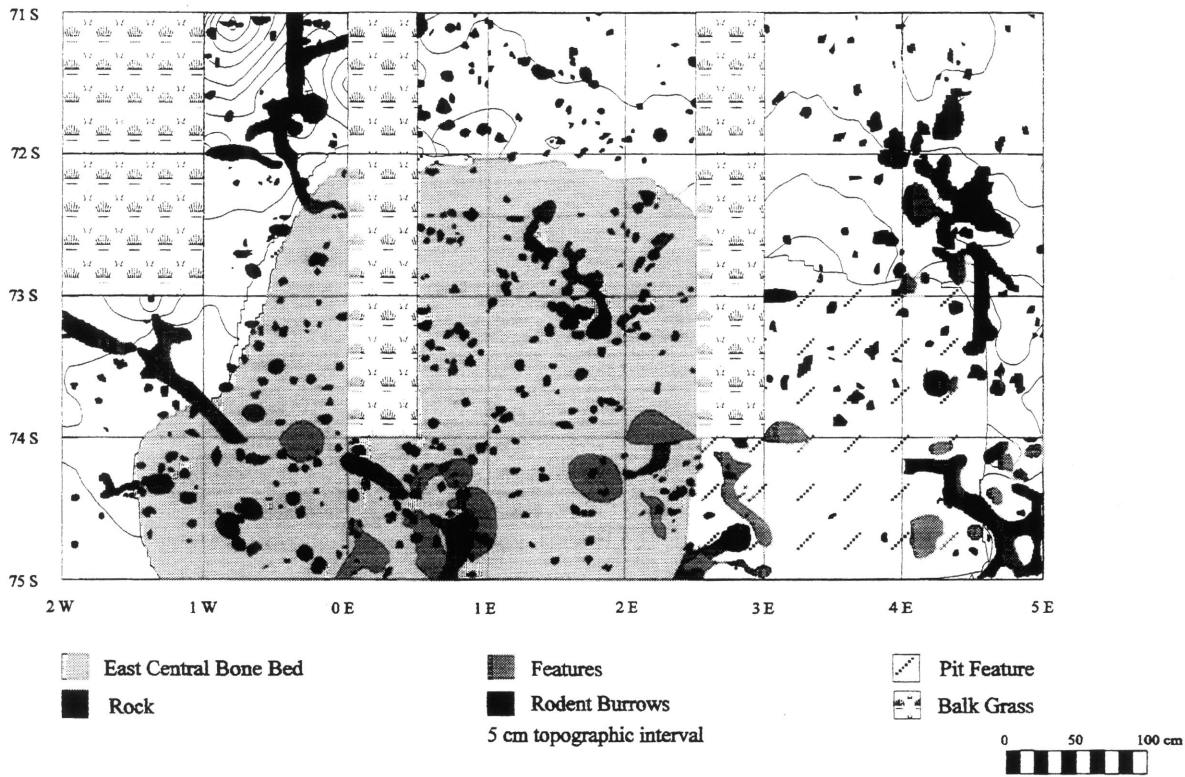 71 S
72 S
73 S
74 S
75 S
2 W 1 W 0 E 1 E 2 E 3 E 4 E 5 E
East Central Bone Bed Features Pit Feature
Rock Rodent Burrows Balk Grass
5 cm topographic interval
0 50 100 cm